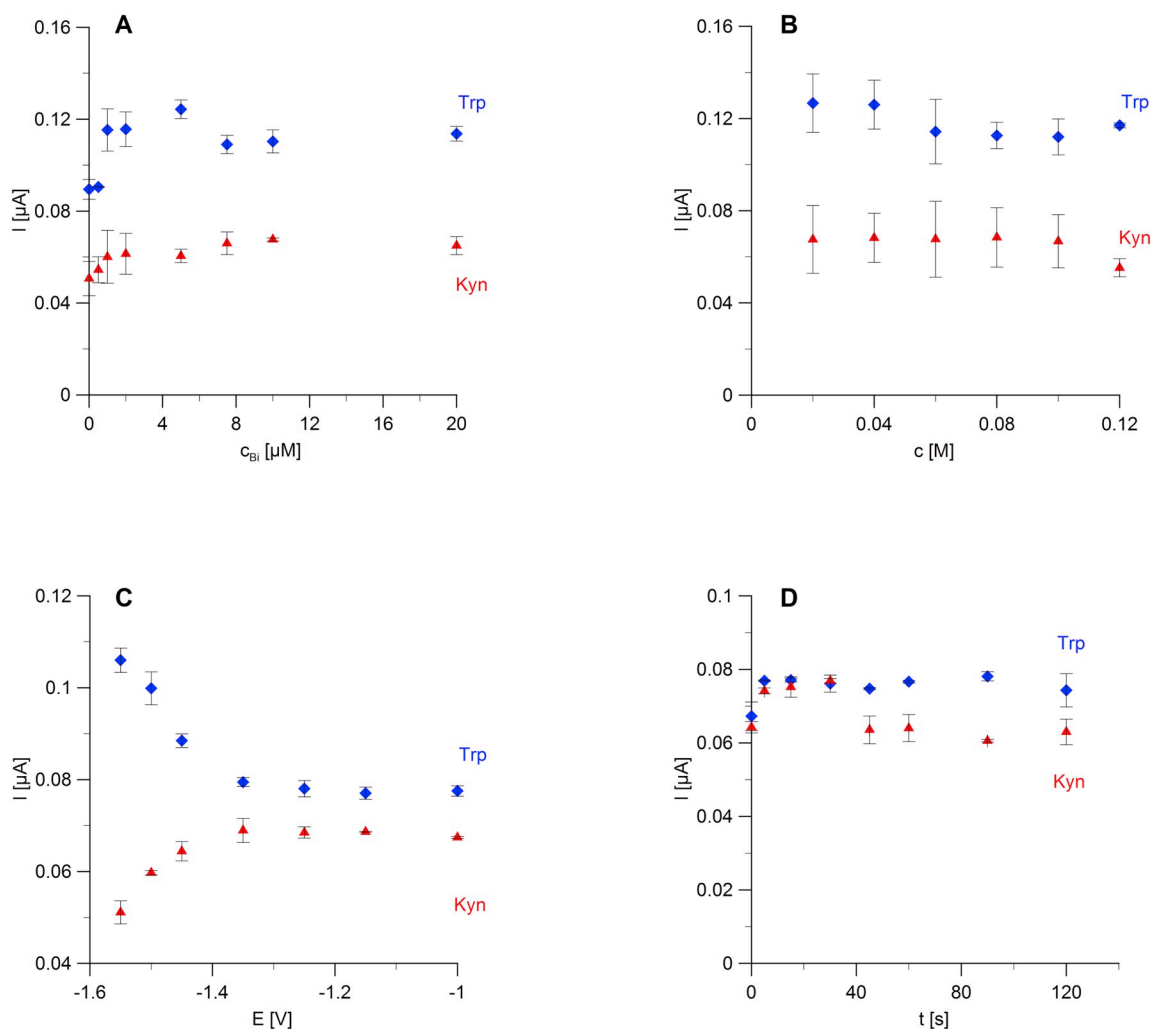 A
0.16
0.12
0.08
0.04
0
I [µA]
Trp
Kyn
0 4 8 12 16 20
cBi [µM]
B
0.16
0.12
0.08
0.04
0
I [µA]
Trp
Kyn
0 0.04 0.08 0.12
c [M]
C
0.12
0.1
0.08
0.06
0.04
I [µA]
Trp
Kyn
-1.6 -1.4 -1.2 -1
E [V]
D
0.1
0.08
0.06
0.04
0.02
0
I [µA]
Trp
Kyn
0 40 80 120
t [s]